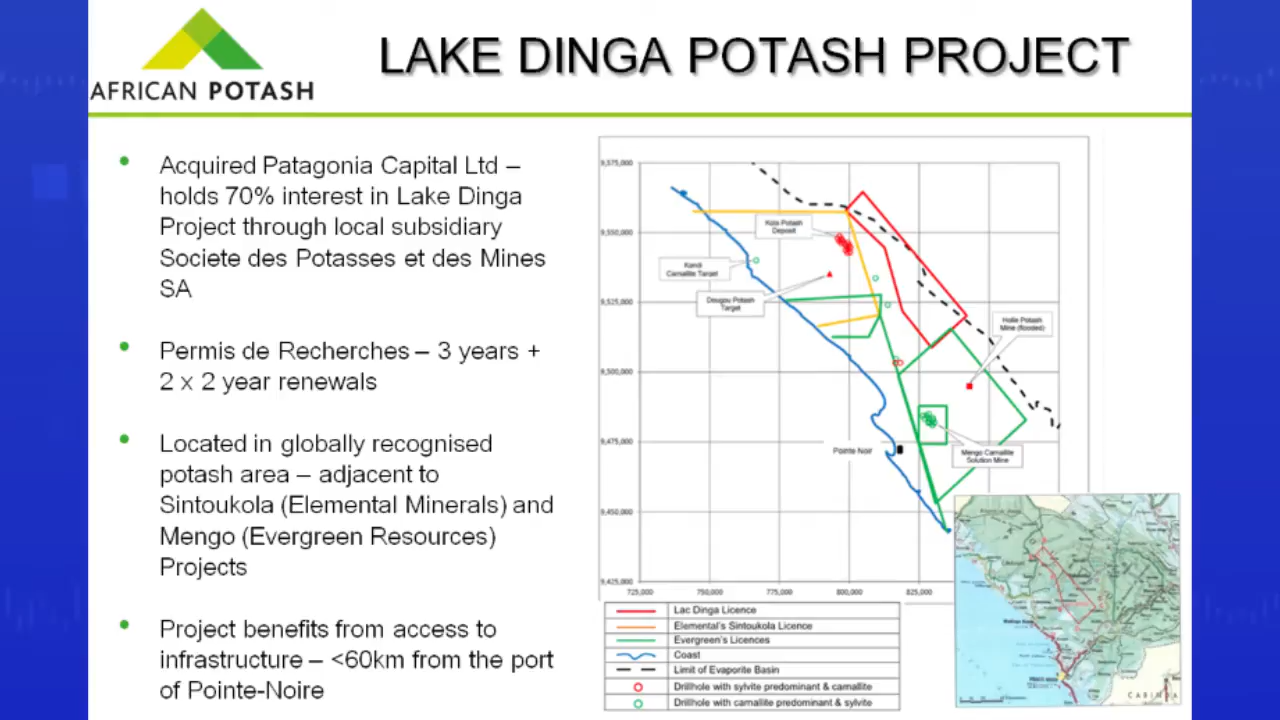 AFRICAN POTASH
LAKE DINGA POTASH PROJECT
• Acquired Patagonia Capital Ltd –
holds 70% interest in Lake Dinga
Project through local subsidiary
Societe des Potasses et des Mines
SA
• Permis de Recherches – 3 years +
2 x 2 year renewals
• Located in globally recognised
potash area – adjacent to
Sintoukola (Elemental Minerals) and
Mengo (Evergreen Resources)
Projects
• Project benefits from access to
infrastructure – <60km from the port
of Pointe-Noire
9,575,000
9,550,000
9,525,000
9,500,000
9,475,000
9,450,000
9,425,000
725,000
750,000
775,000
800,000
825,000
Kola Potash
Deposit
Carnallite Target
Dougou Potash
Target
Holle Potash
Mine (flooded)
Pointe Noir
Mengo Carnallite
Solution Mine
Lac Dinga Licence
Elemental's Sintoukola Licence
Evergreen's Licences
Coast
Limit of Evaporite Basin
Drillhole with sylvite predominant & carnallite
Drillhole with carnallite predominant & sylvite
CABINDA